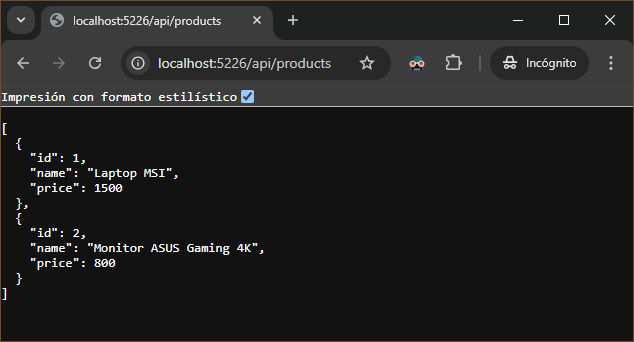 localhost:5226/api/products
localhost:5226/api/products
Incógnito
Impresión con formato estilístico
[
  {
    "id": 1,
    "name": "Laptop MSI",
    "price": 1500
  },
  {
    "id": 2,
    "name": "Monitor ASUS Gaming 4K",
    "price": 800
  }
]